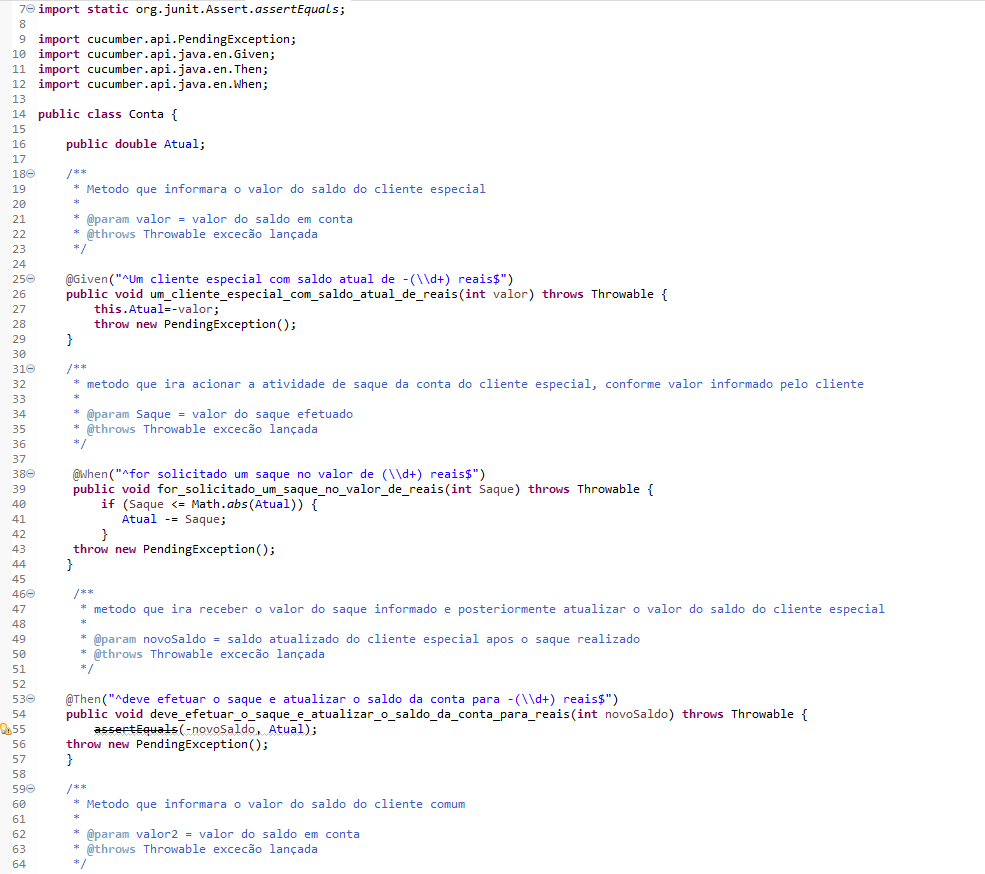 7 import static org.junit.Assert.assertEquals;
8
9 import cucumber.api.PendingException;
10 import cucumber.api.java.en.Given;
11 import cucumber.api.java.en.Then;
12 import cucumber.api.java.en.When;
13
14 public class Conta {
15
16 public double Atual;
17
18 /**
19 * Metodo que informara o valor do saldo do cliente especial
20 *
21 * @param valor = valor do saldo em conta
22 * @throws Throwable excecão lançada
23 */
24
25 @Given("^Um cliente especial com saldo atual de -(\\d+) reais$")
26 public void um_cliente_especial_com_saldo_atual_de_reais(int valor) throws Throwable {
27 this.Atual=-valor;
28 throw new PendingException();
29 }
30
31 /**
32 * metodo que ira acionar a atividade de saque da conta do cliente especial, conforme valor informado pelo cliente
33 *
34 * @param Saque = valor do saque efetuado
35 * @throws Throwable excecão lançada
36 */
37
38 @When("^for solicitado um saque no valor de (\\d+) reais$")
39 public void for_solicitado_um_saque_no_valor_de_reais(int Saque) throws Throwable {
40 if (Saque <= Math.abs(Atual)) {
41 Atual -= Saque;
42 }
43 throw new PendingException();
44 }
45
46 /**
47 * metodo que ira receber o valor do saque informado e posteriormente atualizar o valor do saldo do cliente especial
48 *
49 * @param novoSaldo = saldo atualizado do cliente especial apos o saque realizado
50 * @throws Throwable excecão lançada
51 */
52
53 @Then("^deve efetuar o saque e atualizar o saldo da conta para -(\\d+) reais$")
54 public void deve_efetuar_o_saque_e_atualizar_o_saldo_da_conta_para_reais(int novoSaldo) throws Throwable {
55 assertEquals(-novoSaldo, Atual);
56 throw new PendingException();
57 }
58
59 /**
60 * Metodo que informara o valor do saldo do cliente comum
61 *
62 * @param valor2 = valor do saldo em conta
63 * @throws Throwable excecão lançada
64 */